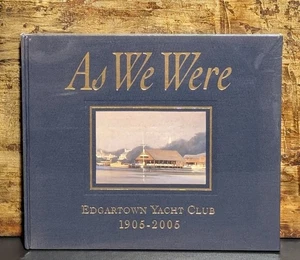 As We Were
EDGARTOWN YACHT CLUB
1905-2005